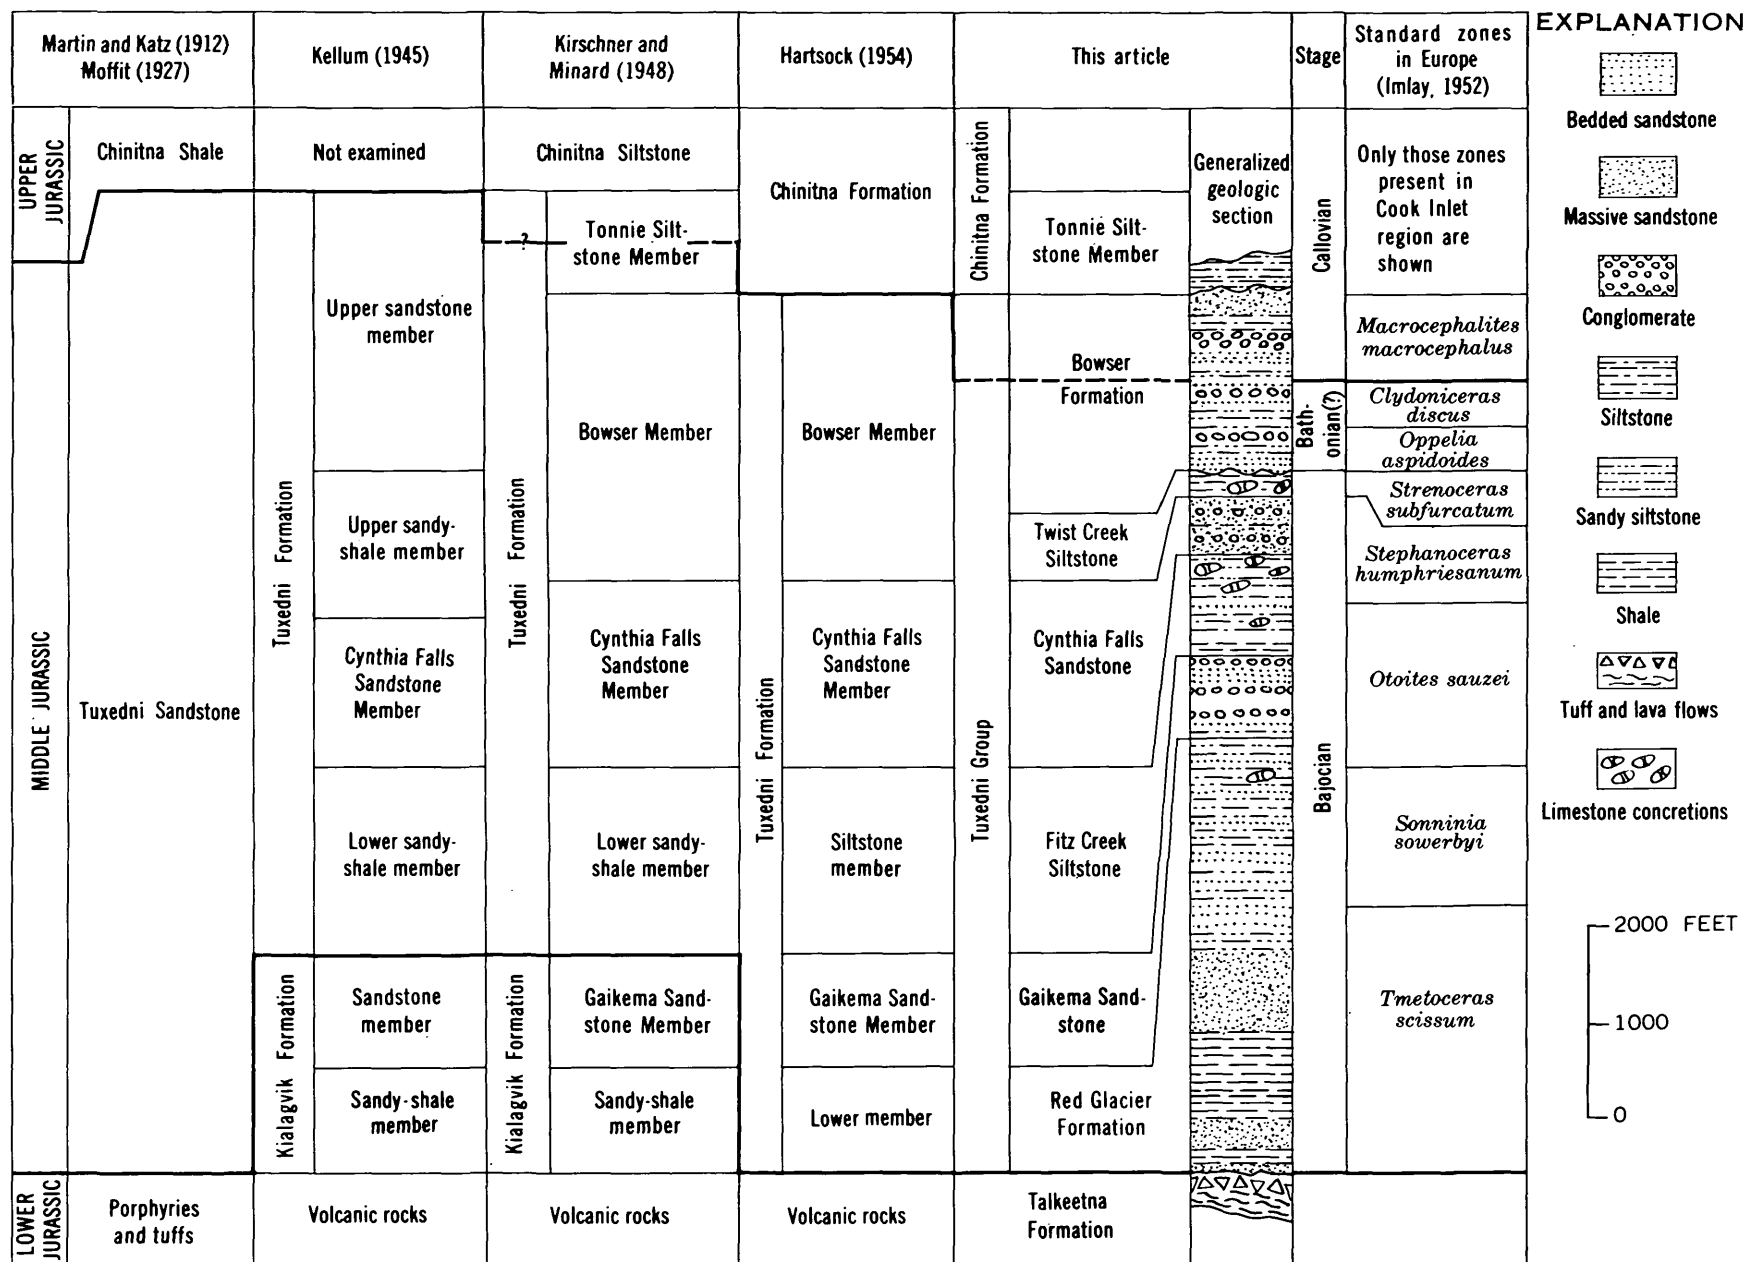 Martin and Katz (1912)
Moffit (1927)
Kellum (1945)
Kirschner and
Minard (1948)
Hartsock (1954)
This article
Stage
Standard zones
in Europe
(Imlay, 1952)
UPPER
JURASSIC
MIDDLE JURASSIC
LOWER
JURASSIC
Chinitna Shale
Tuxedni Sandstone
Porphyries
and tuffs
Not examined
Tuxedni Formation
Upper sandstone
member
Upper sandy-
shale member
Cynthia Falls
Sandstone
Member
Lower sandy-
shale member
Kialagvik Formation
Sandstone
member
Sandy-shale
member
Volcanic rocks
Chinitna Siltstone
?
Tonnie Silt-
stone Member
Tuxedni Formation
Bowser Member
Cynthia Falls
Sandstone
Member
Lower sandy-
shale member
Kialagvik Formation
Gaikema Sand-
stone Member
Sandy-shale
member
Volcanic rocks
Chinitna Formation
Tuxedni Formation
Bowser Member
Cynthia Falls
Sandstone
Member
Siltstone
member
Gaikema Sand-
stone Member
Lower member
Volcanic rocks
Chinitna Formation
Tonnie Silt-
stone Member
Tuxedni Group
Bowser
Formation
Twist Creek
Siltstone
Cynthia Falls
Sandstone
Fitz Creek
Siltstone
Gaikema Sand-
stone
Red Glacier
Formation
Talkeetna
Formation
Generalized
geologic
section
Callovian
Bath-
onian(?)
Bajocian
Only those zones
present in
Cook Inlet
region are
shown
Macrocephalites
macrocephalus
Clydoniceras
discus
Oppelia
aspidoides
Strenoceras
subfurcatum
Stephanoceras
humphriesanum
Otoites sauzei
Sonninia
sowerbyi
Tmetoceras
scissum
EXPLANATION
Bedded sandstone
Massive sandstone
Conglomerate
Siltstone
Sandy siltstone
Shale
Tuff and lava flows
Limestone concretions
2000 FEET
1000
0